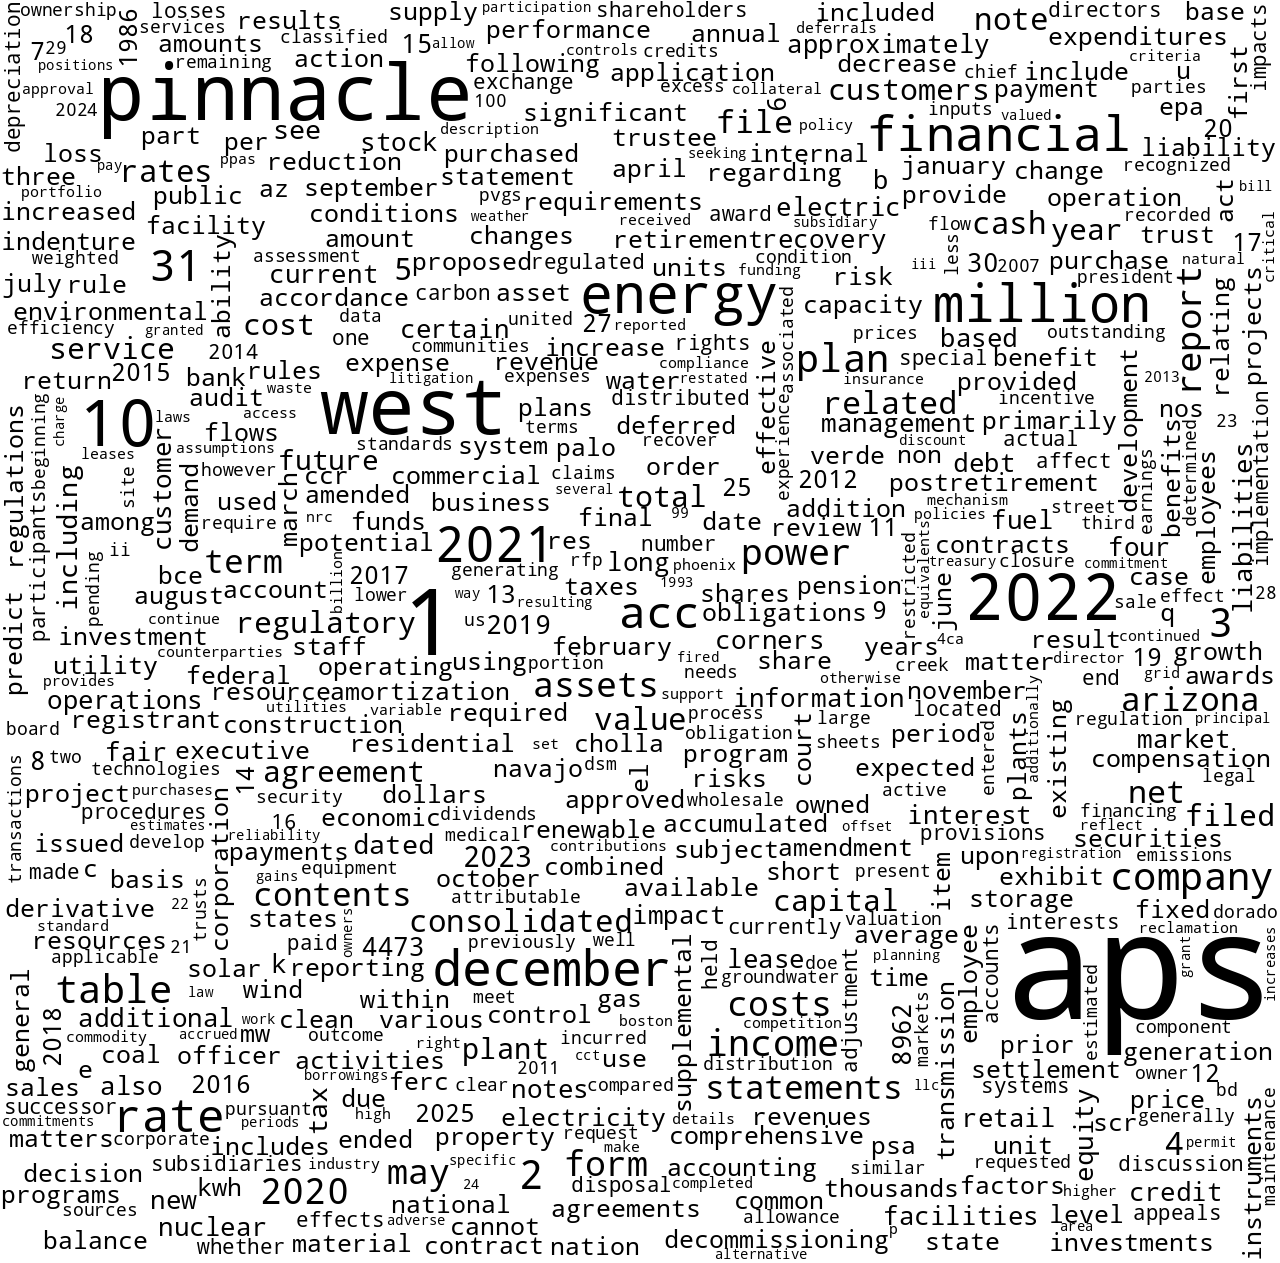 ownership losses supply participation shareholders included note directors base
depreciation 7 29 18 1986 services results classified performance annual deferrals expenditures impacts
positions amounts 15 allow controls credits approximately
remaining action following application decrease chief include criteria u first
approval pinnacle exchange excess collateral customers payment parties
2024 100 significant file 6 policy inputs valued epa
part per see stock description trustee financial 20 liability
loss pay ppas reduction purchased seeking internal january change recognized
three rates statement april regarding b act bill
portfolio public az september pvgs requirements electric provide operation
increased facility conditions weather received award subsidiary flow cash year recorded trust
indenture amount changes retirement recovery less 17 critical
weighted 31 ability assessment current 5 proposed regulated units condition funding risk iii 30 2007 purchase natural
july rule accordance carbon asset energy president report relating projects
environmental data united 27 reported associated capacity million
efficiency granted cost one certain communities increase rights prices based outstanding
service 2014 expense revenue compliance plan special benefit
return 2015 bank rules litigation expenses water restated effective insurance provided 2013
audit waste west plans distributed experience related incentive development nos
regulations beginning charge 10 laws access terms deferred management primarily 23
flows standards system palo recover discount actual implementation
leases assumptions future verde non debt affect benefits determined
participants including site customer demand however march ccr commercial claims order 2012 postretirement earnings employees liabilities
used amended business several total 25 addition mechanism street
among require nrc funds final 99 date review 11 policies fuel third
ii potential 2021 res number power restricted equivalents contracts four
predict pending term billion generating rfp long phoenix treasury closure commitment
bce 2017 taxes 1993 shares pension june case
august account lower 1 way 13 resulting acc obligations 9 2022 sale effect 28
continue regulatory us 2019 q 3
investment staff february corners years 4ca result continued
counterparties operating using portion fired share creek matter director 19 growth
utility federal needs otherwise end grid awards
provides resource amortization assets support information november additionally
operations utilities variable required value process located arizona
board registrant construction obligation court large period entered plants existing regulation principal
8 two fair executive residential set cholla program sheets market
technologies 14 agreement navajo dsm el risks expected compensation
transactions project purchases security dollars approved wholesale active net legal
procedures corporation 16 economic dividends owned interest financing filed
estimates reliability medical renewable accumulated offset provisions reflect
issued develop payments dated contributions subject amendment securities
made c gains equipment 2023 combined short present item upon registration emissions
basis october available exhibit company
derivative 22 trusts contents attributable capital storage
standard states owners consolidated impact currently valuation interests fixed dorado
resources 21 paid 4473 previously well average aps reclamation
applicable solar k reporting december supplemental held lease doe planning employee accounts grant increases
general table law wind groundwater adjustment time
2018 additional work clean within meet gas costs 8962 markets transmission estimated
commodity accrued mw various control boston competition component
coal officer outcome right plant incurred income prior generation
e activities 2011 cct use distribution settlement
sales also 2016 borrowings ferc clear notes compared statements llc systems owner 12
successor rate pursuant tax due bd
commitments periods high 2025 electricity details revenues retail equity price
matters corporate includes ended property request comprehensive scr generally instruments maintenance
make psa unit 4 permit
decision subsidiaries industry may specific 2 form accounting similar requested discussion
programs kwh 2020 24 disposal completed thousands factors higher credit
sources new national agreements common
nuclear effects adverse cannot allowance facilities level appeals
balance whether material contract nation decommissioning p state area investments
alternative